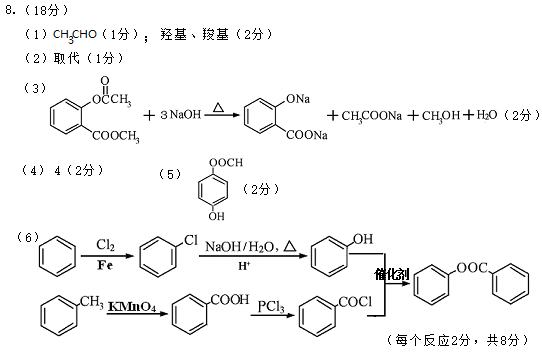 8.（18分）
（1）CH3CHO（1分）；羟基、羧基（2分）
（2）取代（1分）
（3）
O
OCCH3
COOCH3
+ 3NaOH
△
ONa
COONa
+ CH3COONa + CH3OH + H2O（2分）
（4）4（2分）
（5）
OOCH
OH
（2分）
（6）
Cl2
Fe
Cl
NaOH/H2O, △
H+
OH
催化剂
O
OOC
CH3
KMnO4
COOH
PCl3
COCl
（每个反应2分，共8分）